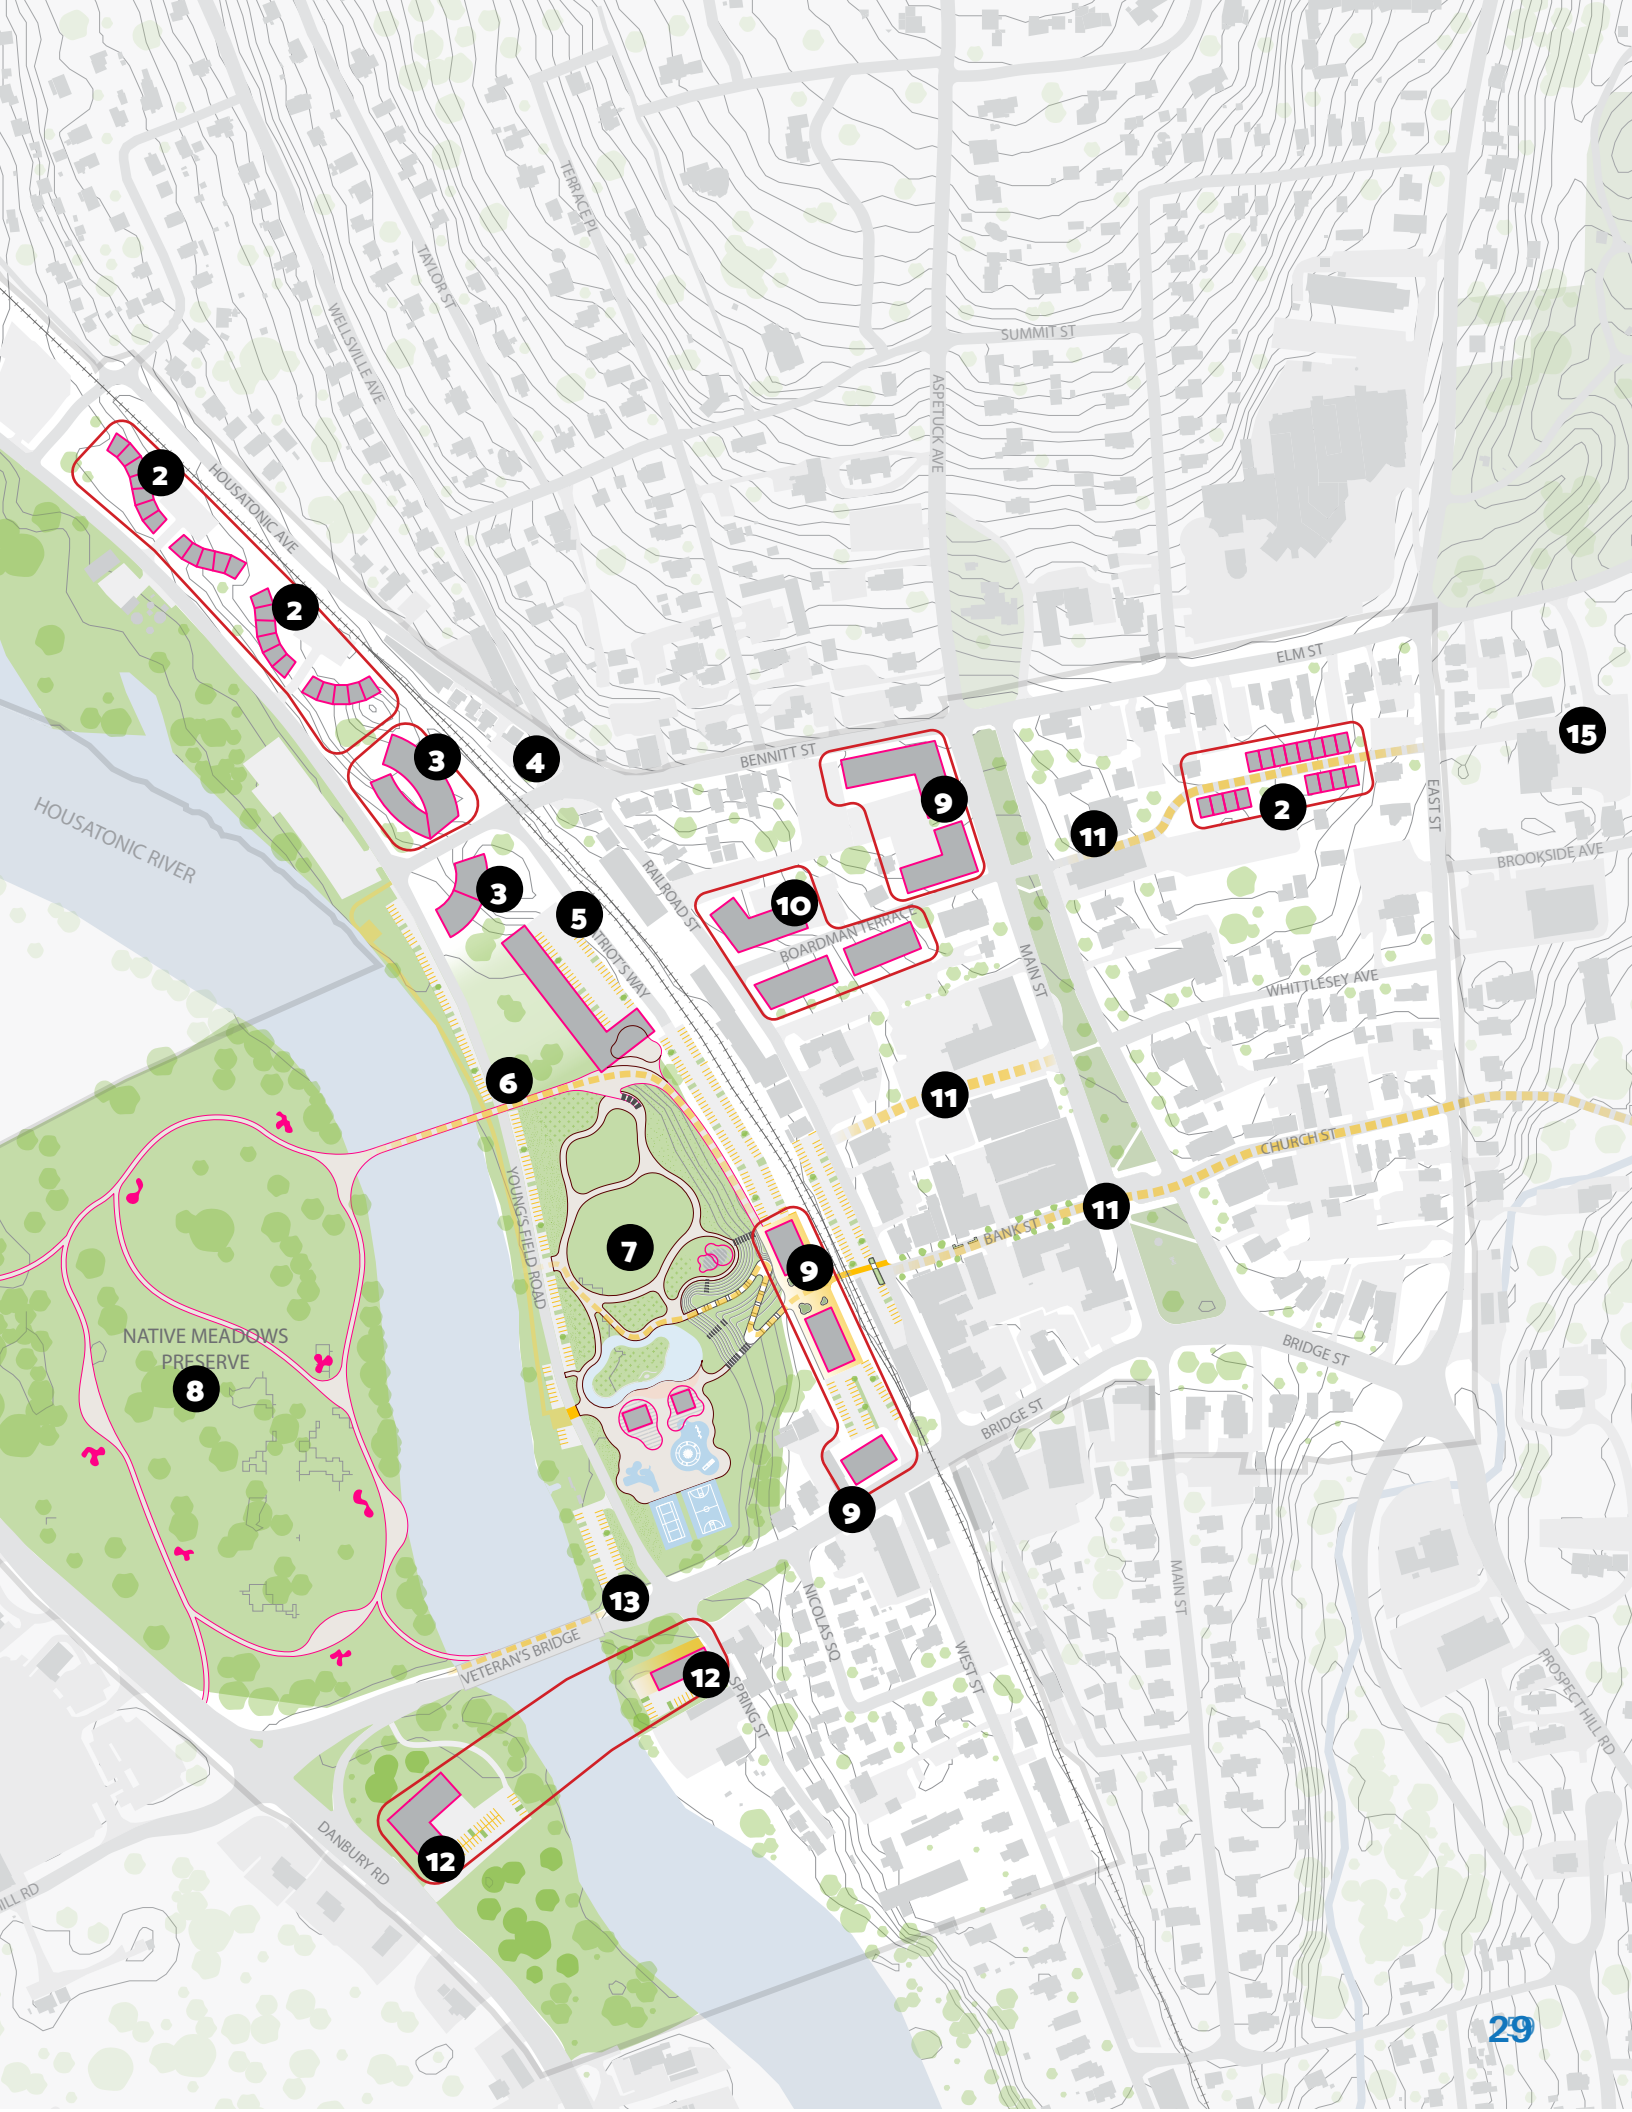 TERRACE PL
TAYLOR ST
WELLSVILLE AVE
SUMMIT ST
ASPETUCK AVE
2
HOUSATONIC AVE
2
ELM ST
15
BENNITT ST
3
4
9
2
EAST ST
11
HOUSATONIC RIVER
BROOKSIDE AVE
3
RAILROAD ST
10
5
BOARDMAN TERRACE
MAIN ST
WHITTLESEY AVE
6
11
CHURCH ST
YOUNG'S FIELD ROAD
11
BANK ST
7
9
NATIVE MEADOWS
PRESERVE
8
BRIDGE ST
BRIDGE ST
9
13
NICOLAS SQ
MAIN ST
VETERAN'S BRIDGE
12
SPRING ST
WEST ST
PROSPECT HILL RD
DANBURY RD
12
29